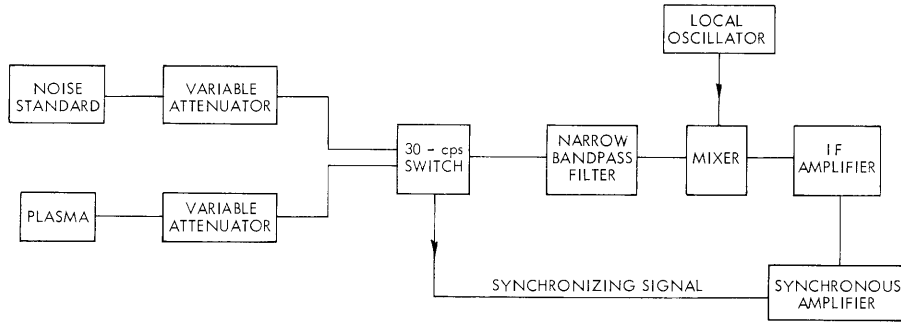 LOCAL
OSCILLATOR
NOISE
STANDARD
VARIABLE
ATTENUATOR
30 - cps
SWITCH
NARROW
BANDPASS
FILTER
MIXER
IF
AMPLIFIER
PLASMA
VARIABLE
ATTENUATOR
SYNCHRONIZING SIGNAL
SYNCHRONOUS
AMPLIFIER